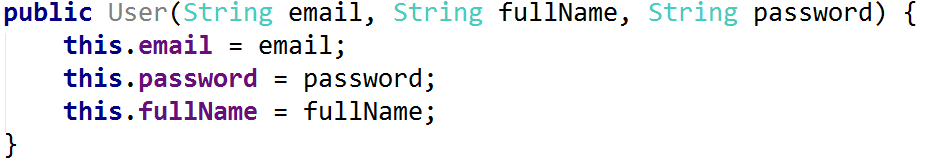 public User(String email, String fullName, String password) {
    this.email = email;
    this.password = password;
    this.fullName = fullName;
}